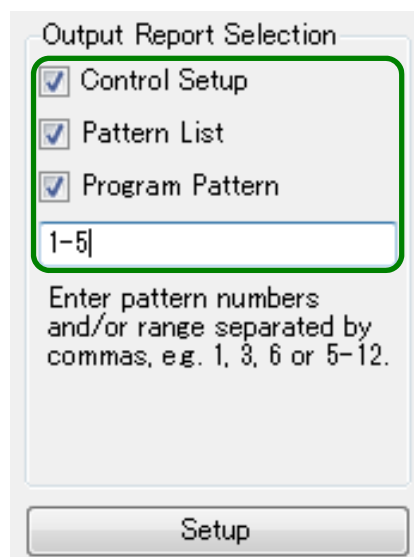 Output Report Selection
Control Setup
Pattern List
Program Pattern
1-5
Enter pattern numbers
and/or range separated by
commas, e.g. 1, 3, 6 or 5-12.
Setup